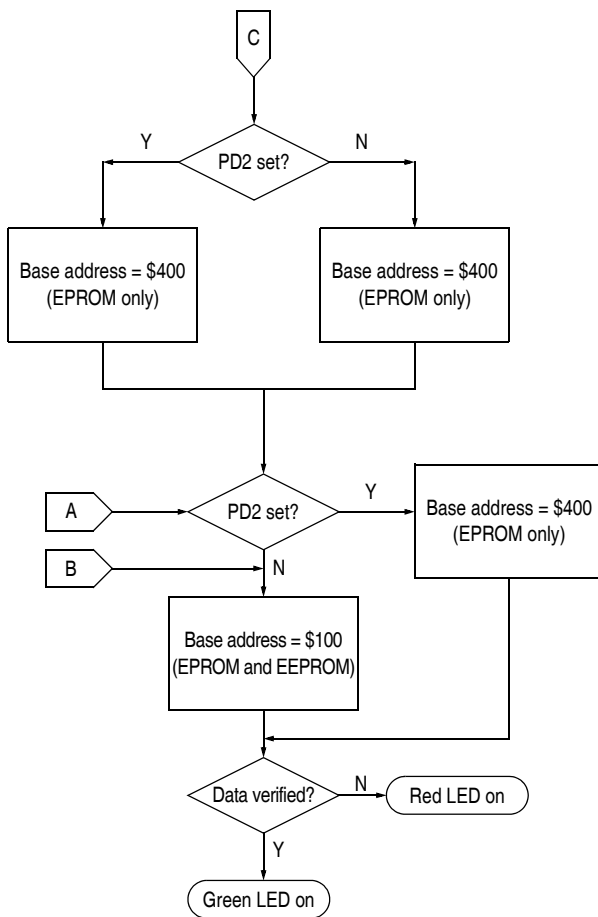 C
Y
N
PD2 set?
Base address = $400
(EPROM only)
Base address = $400
(EPROM only)
A
PD2 set?
Y
Base address = $400
(EPROM only)
B
N
Base address = $100
(EPROM and EEPROM)
Data verified?
N
Red LED on
Y
Green LED on